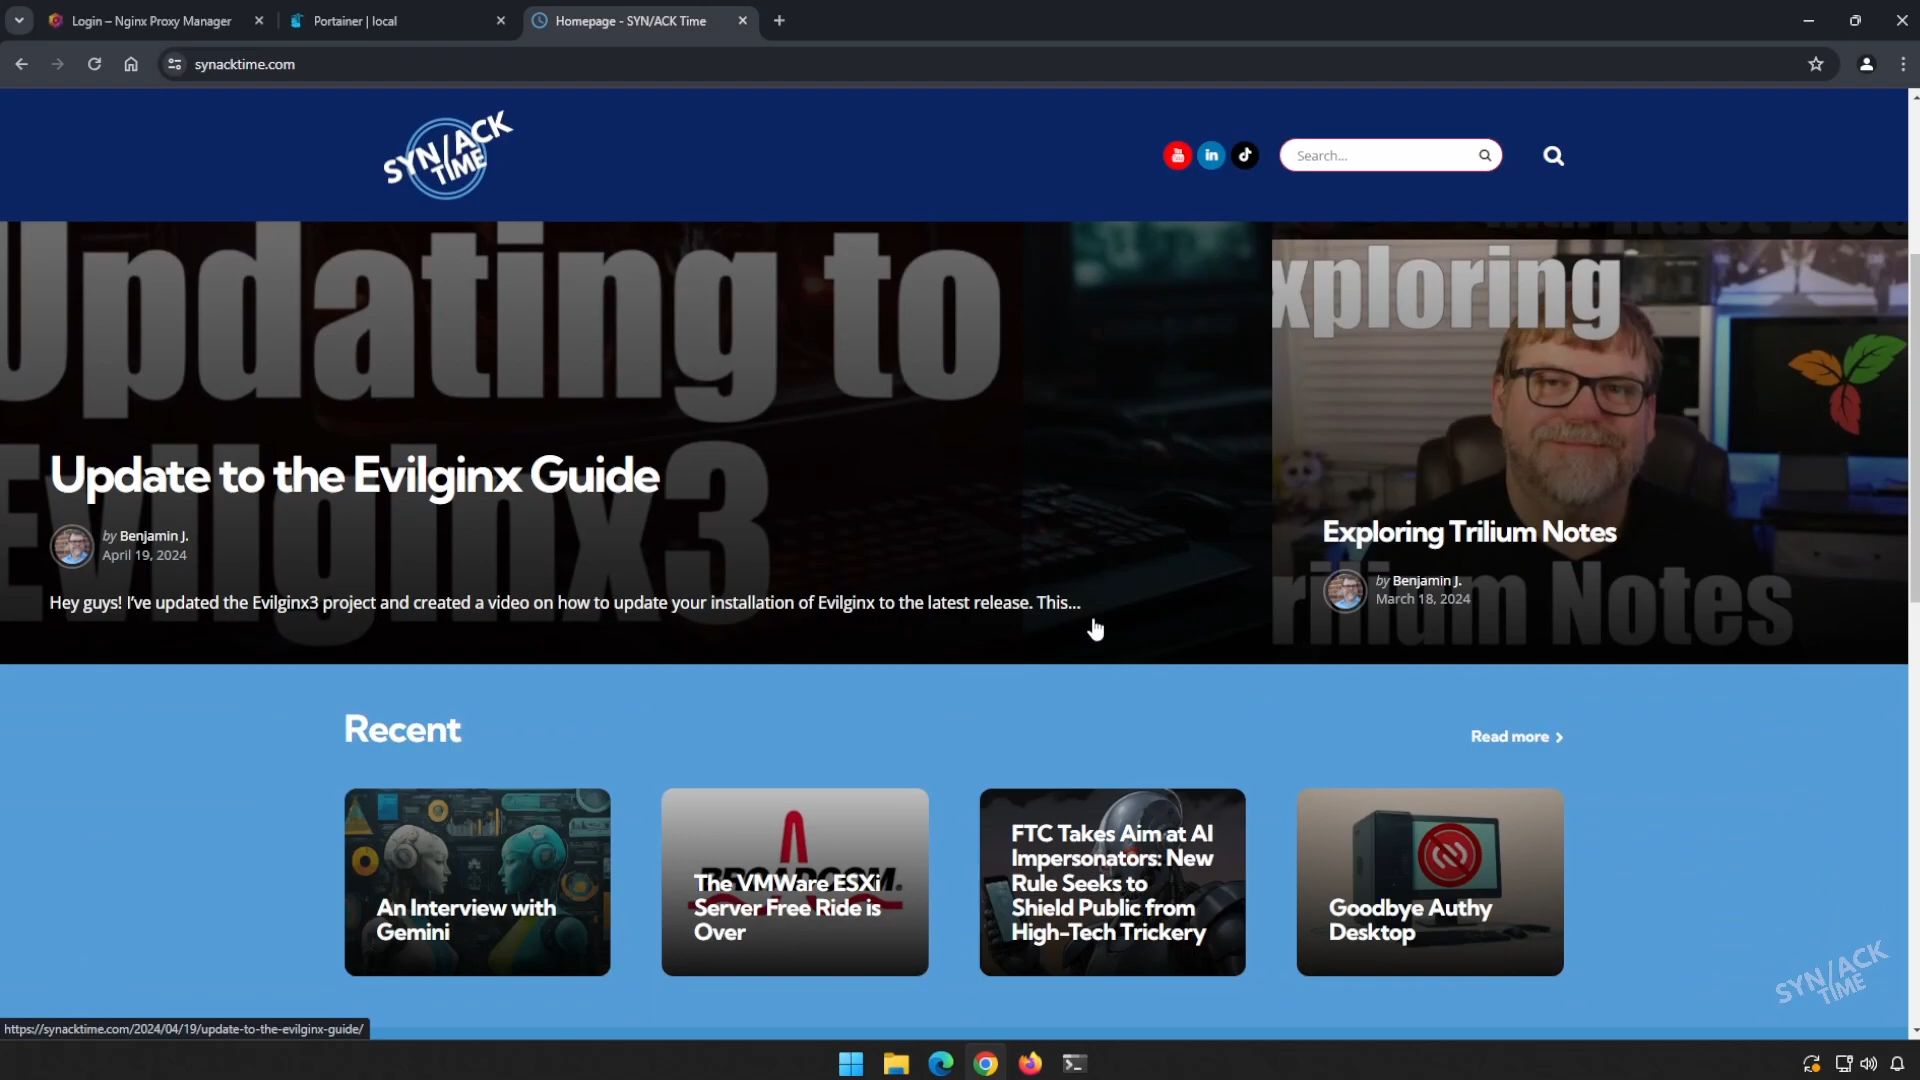 Login – Nginx Proxy Manager
Portainer | local
Homepage - SYN/ACK Time
synacktime.com
SYN/ACK
TIME
You
in
Search...
Updating to
Evilginx3
Update to the Evilginx Guide
by Benjamin J.
April 19, 2024
Hey guys! I've updated the Evilginx3 project and created a video on how to update your installation of Evilginx to the latest release. This...
xploring
rilium Notes
Exploring Trilium Notes
by Benjamin J.
March 18, 2024
Recent
Read more
An Interview with
Gemini
BROADCOM.
The VMWare ESXi
Server Free Ride is
Over
FTC Takes Aim at AI
Impersonators: New
Rule Seeks to
Shield Public from
High-Tech Trickery
Goodbye Authy
Desktop
SYN/ACK
TIME
https://synacktime.com/2024/04/19/update-to-the-evilginx-guide/